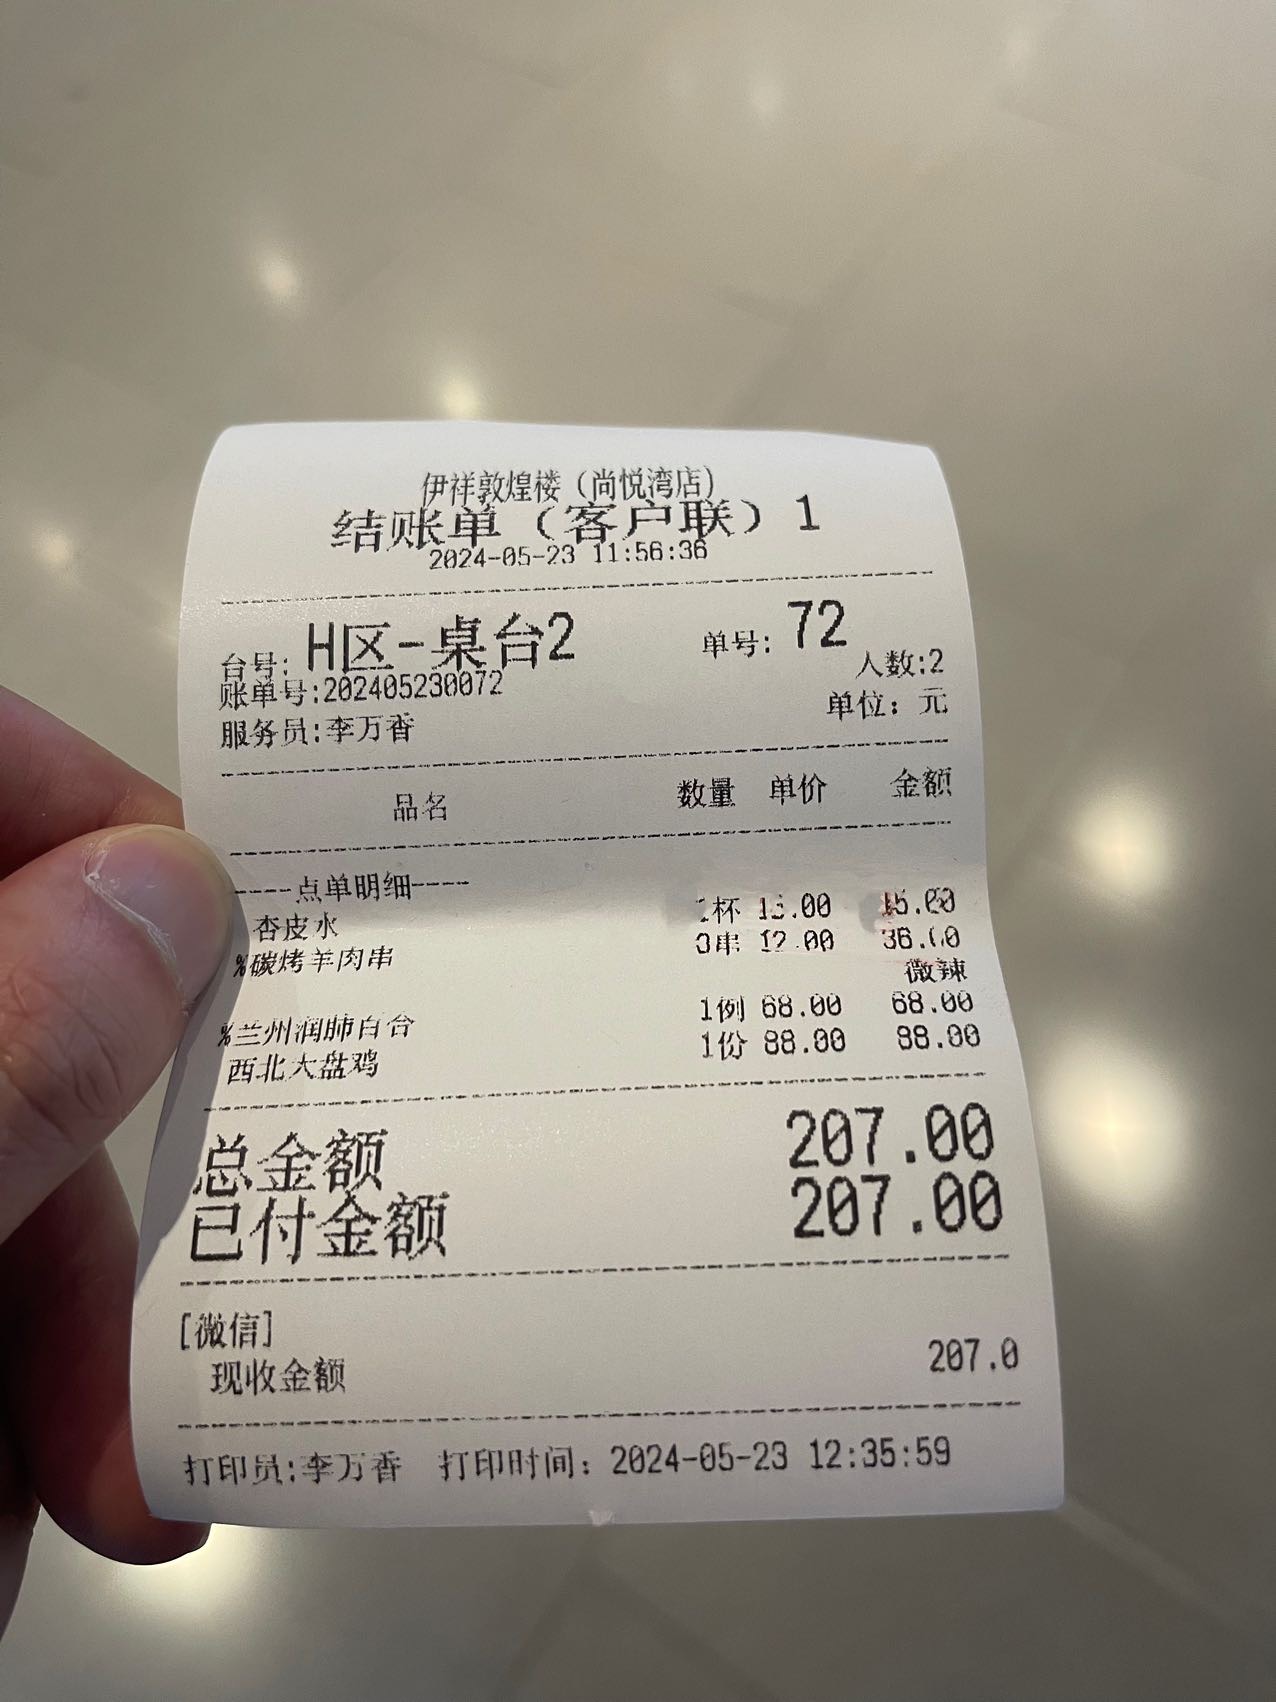 伊祥敦煌楼（尚悦湾店）
结账单（客户联）1
2024-05-23 11:56:36
台号: H区-桌台2 单号: 72
人数:2
账单号:202405230072
单位: 元
服务员:李万香
品名 数量 单价 金额
----点单明细----
杏皮水 1杯 15.00 15.00
%碳烤羊肉串 3串 12.00 36.00
微辣
%兰州润肺百合 1例 68.00 68.00
西北大盘鸡 1份 88.00 88.00
总金额 207.00
已付金额 207.00
[微信]
现收金额 207.0
打印员:李万香 打印时间: 2024-05-23 12:35:59